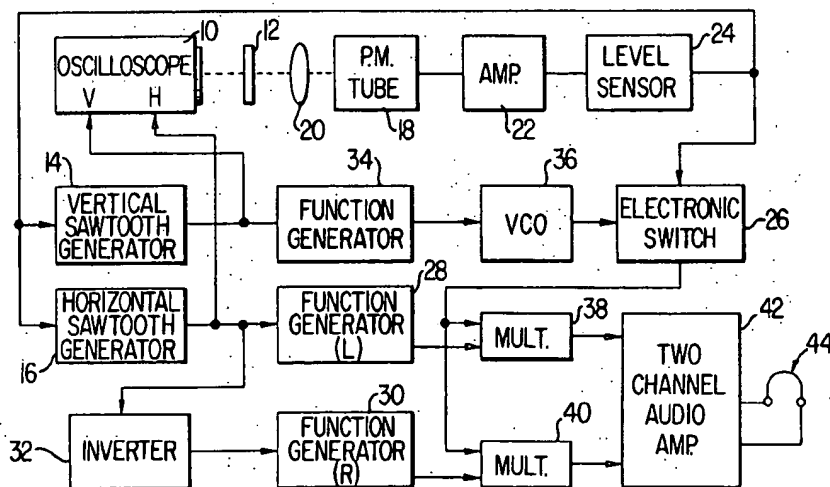 10
12
24
OSCILLOSCOPE
V H
P.M.
TUBE
AMP.
LEVEL
SENSOR
20
18
22
14
34
36
VERTICAL
SAWTOOTH
GENERATOR
FUNCTION
GENERATOR
VCO
ELECTRONIC
SWITCH
26
28
HORIZONTAL
SAWTOOTH
GENERATOR
16
FUNCTION
GENERATOR
(L)
38
MULT.
42
TWO
CHANNEL
AUDIO
AMP.
44
30
32
INVERTER
FUNCTION
GENERATOR
(R)
40
MULT.